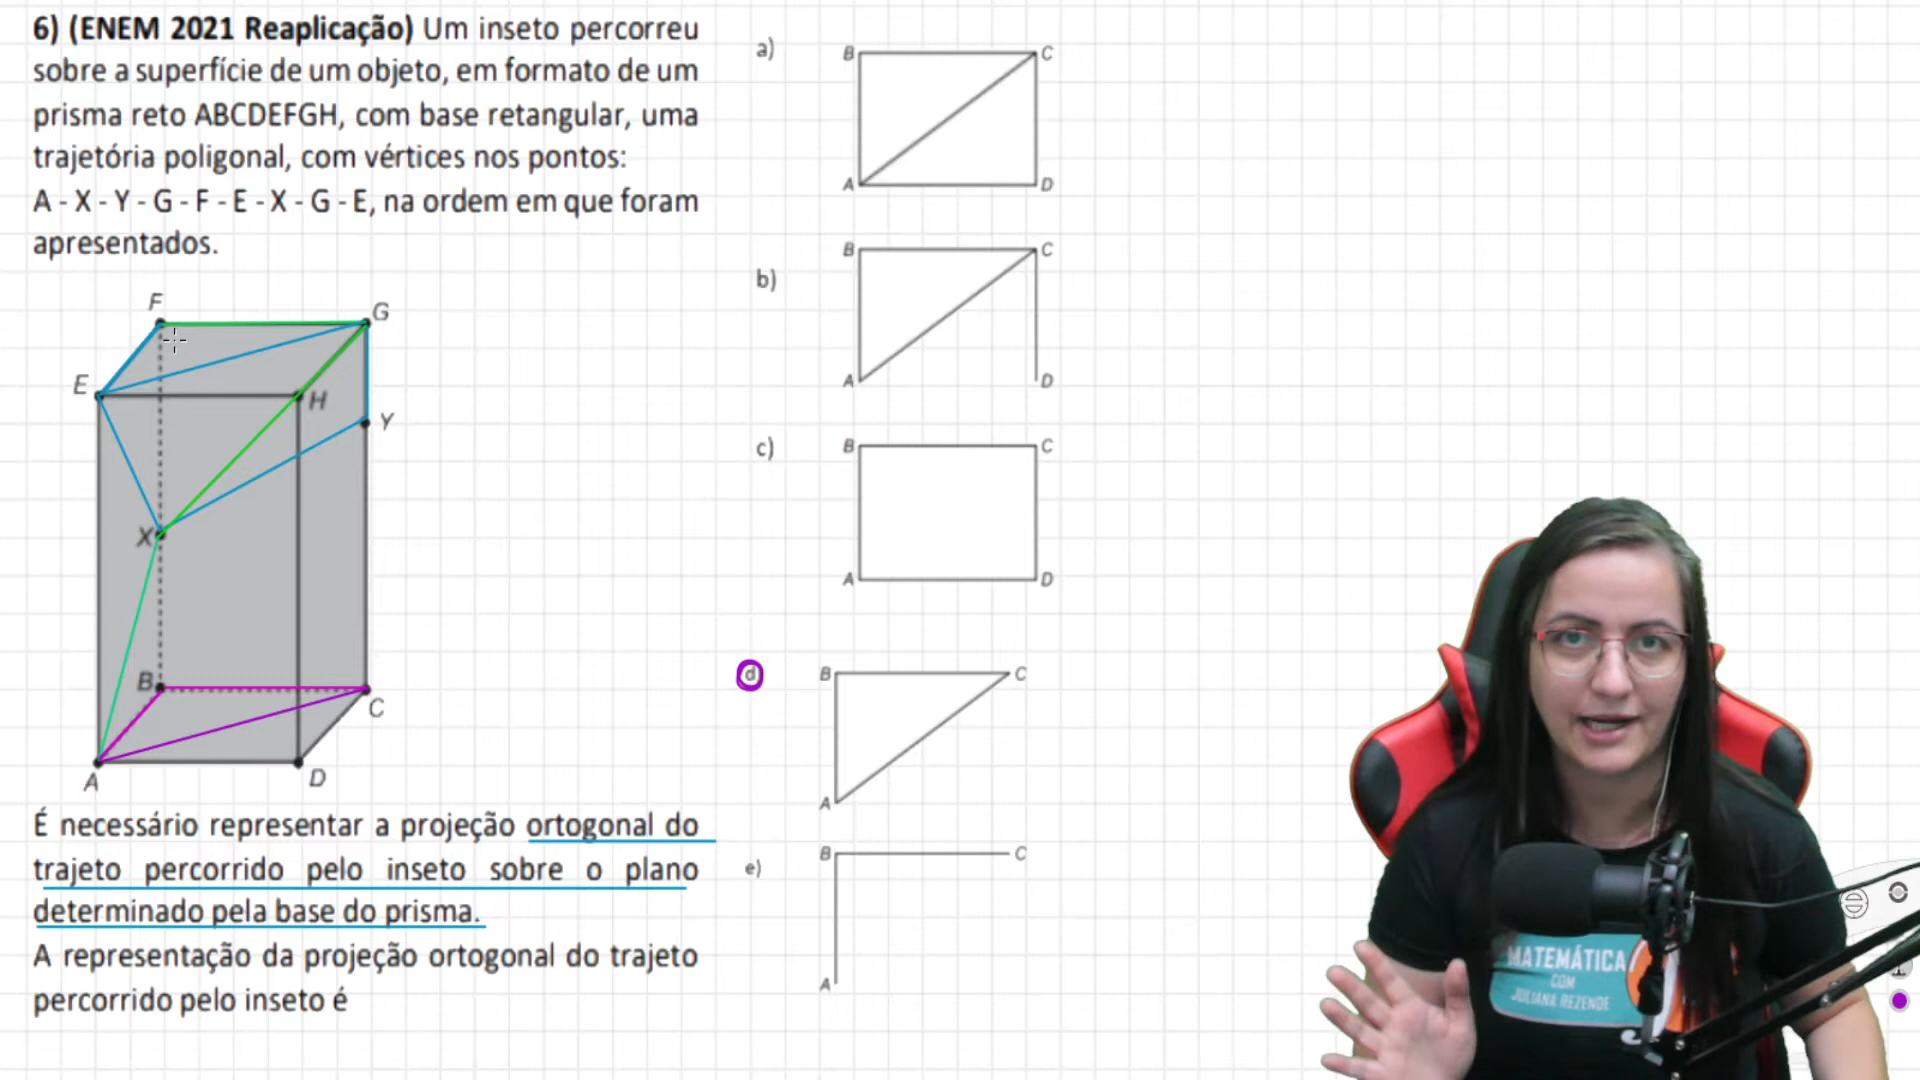 6) (ENEM 2021 Reaplicação) Um inseto percorreu
sobre a superfície de um objeto, em formato de um
prisma reto ABCDEFGH, com base retangular, uma
trajetória poligonal, com vértices nos pontos:
A - X - Y - G - F - E - X - G - E, na ordem em que foram
apresentados.
F
G
E
H
Y
X
B
C
A
D
É necessário representar a projeção ortogonal do
trajeto percorrido pelo inseto sobre o plano
determinado pela base do prisma.
A representação da projeção ortogonal do trajeto
percorrido pelo inseto é
a)
B C
A D
b)
B C
A D
c)
B C
A D
d
B C
A
e)
B C
A
MATEMÁTICA
COM
JULIANA REZENDE